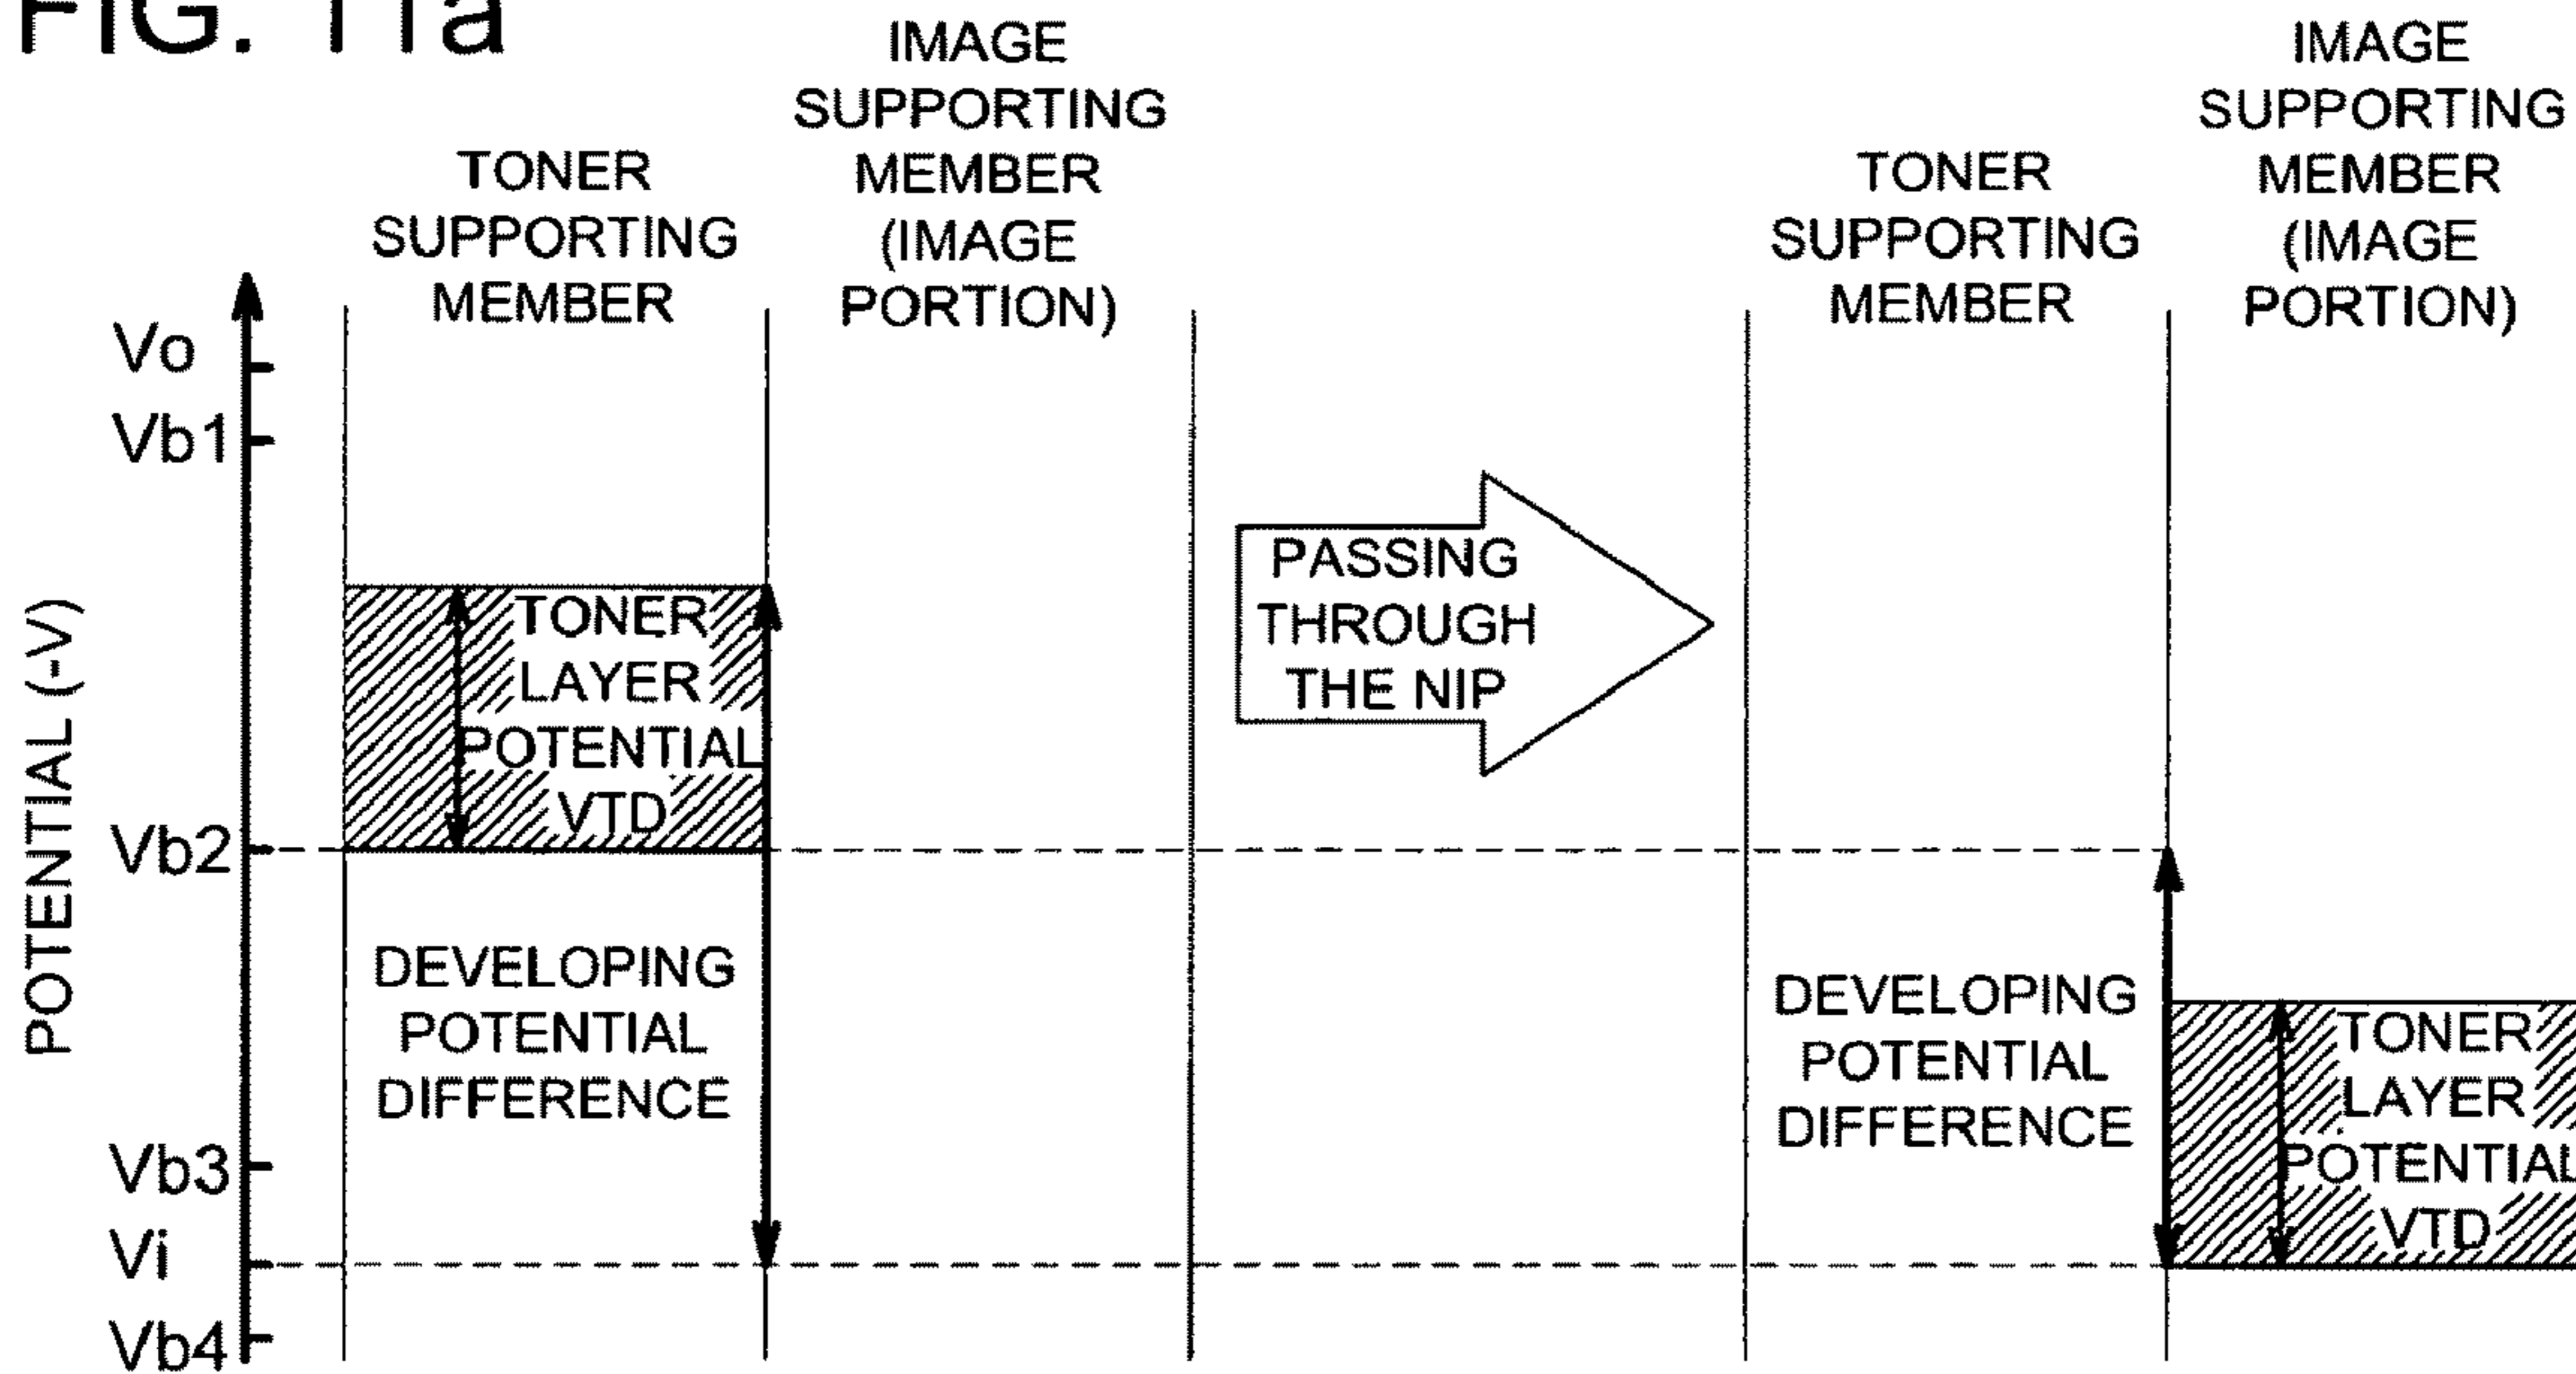 FIG. 11a
TONER
SUPPORTING
MEMBER
IMAGE
SUPPORTING
MEMBER
(IMAGE
PORTION)
TONER
SUPPORTING
MEMBER
IMAGE
SUPPORTING
MEMBER
(IMAGE
PORTION)
POTENTIAL (-V)
Vo
Vb1
Vb2
Vb3
Vi
Vb4
TONER
LAYER
POTENTIAL
VTD
DEVELOPING
POTENTIAL
DIFFERENCE
PASSING
THROUGH
THE NIP
DEVELOPING
POTENTIAL
DIFFERENCE
TONER
LAYER
POTENTIAL
VTD